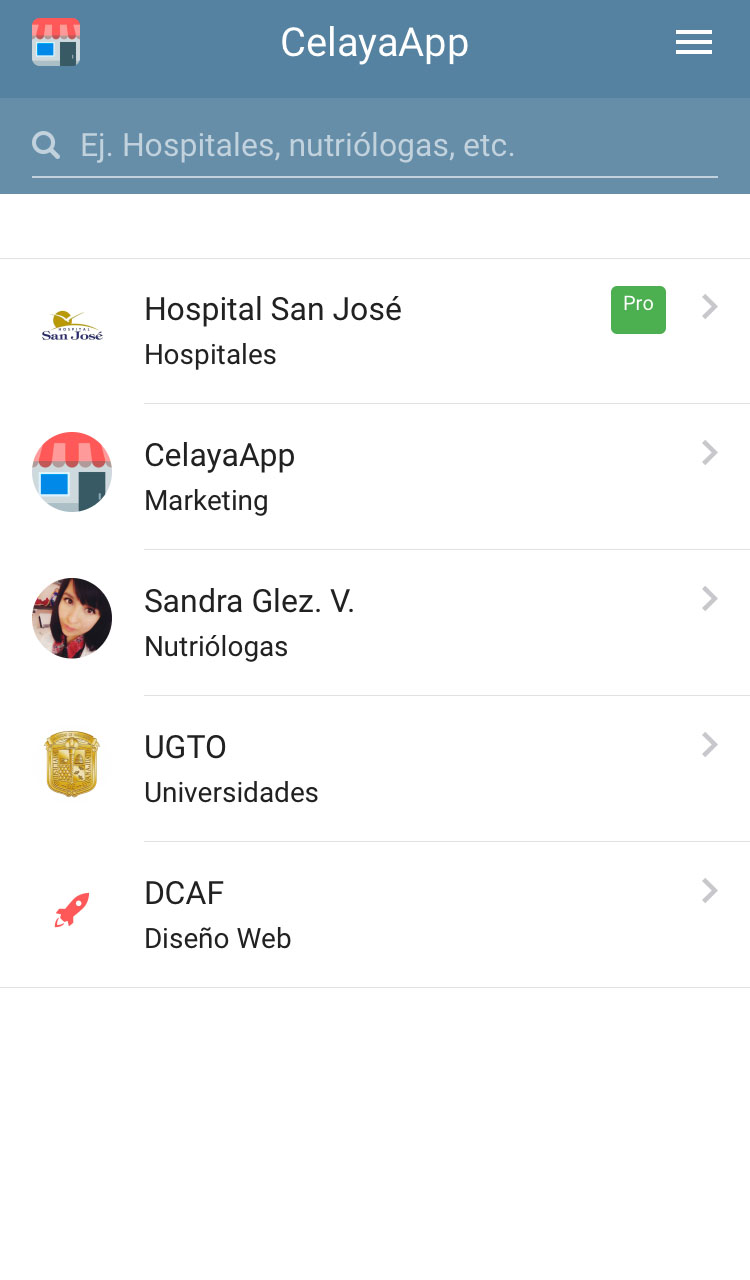 CelayaApp
Ej. Hospitales, nutriólogas, etc.
HOSPITAL
San José
Hospital San José
Pro
Hospitales
CelayaApp
Marketing
Sandra Glez. V.
Nutriólogas
UGTO
Universidades
DCAF
Diseño Web